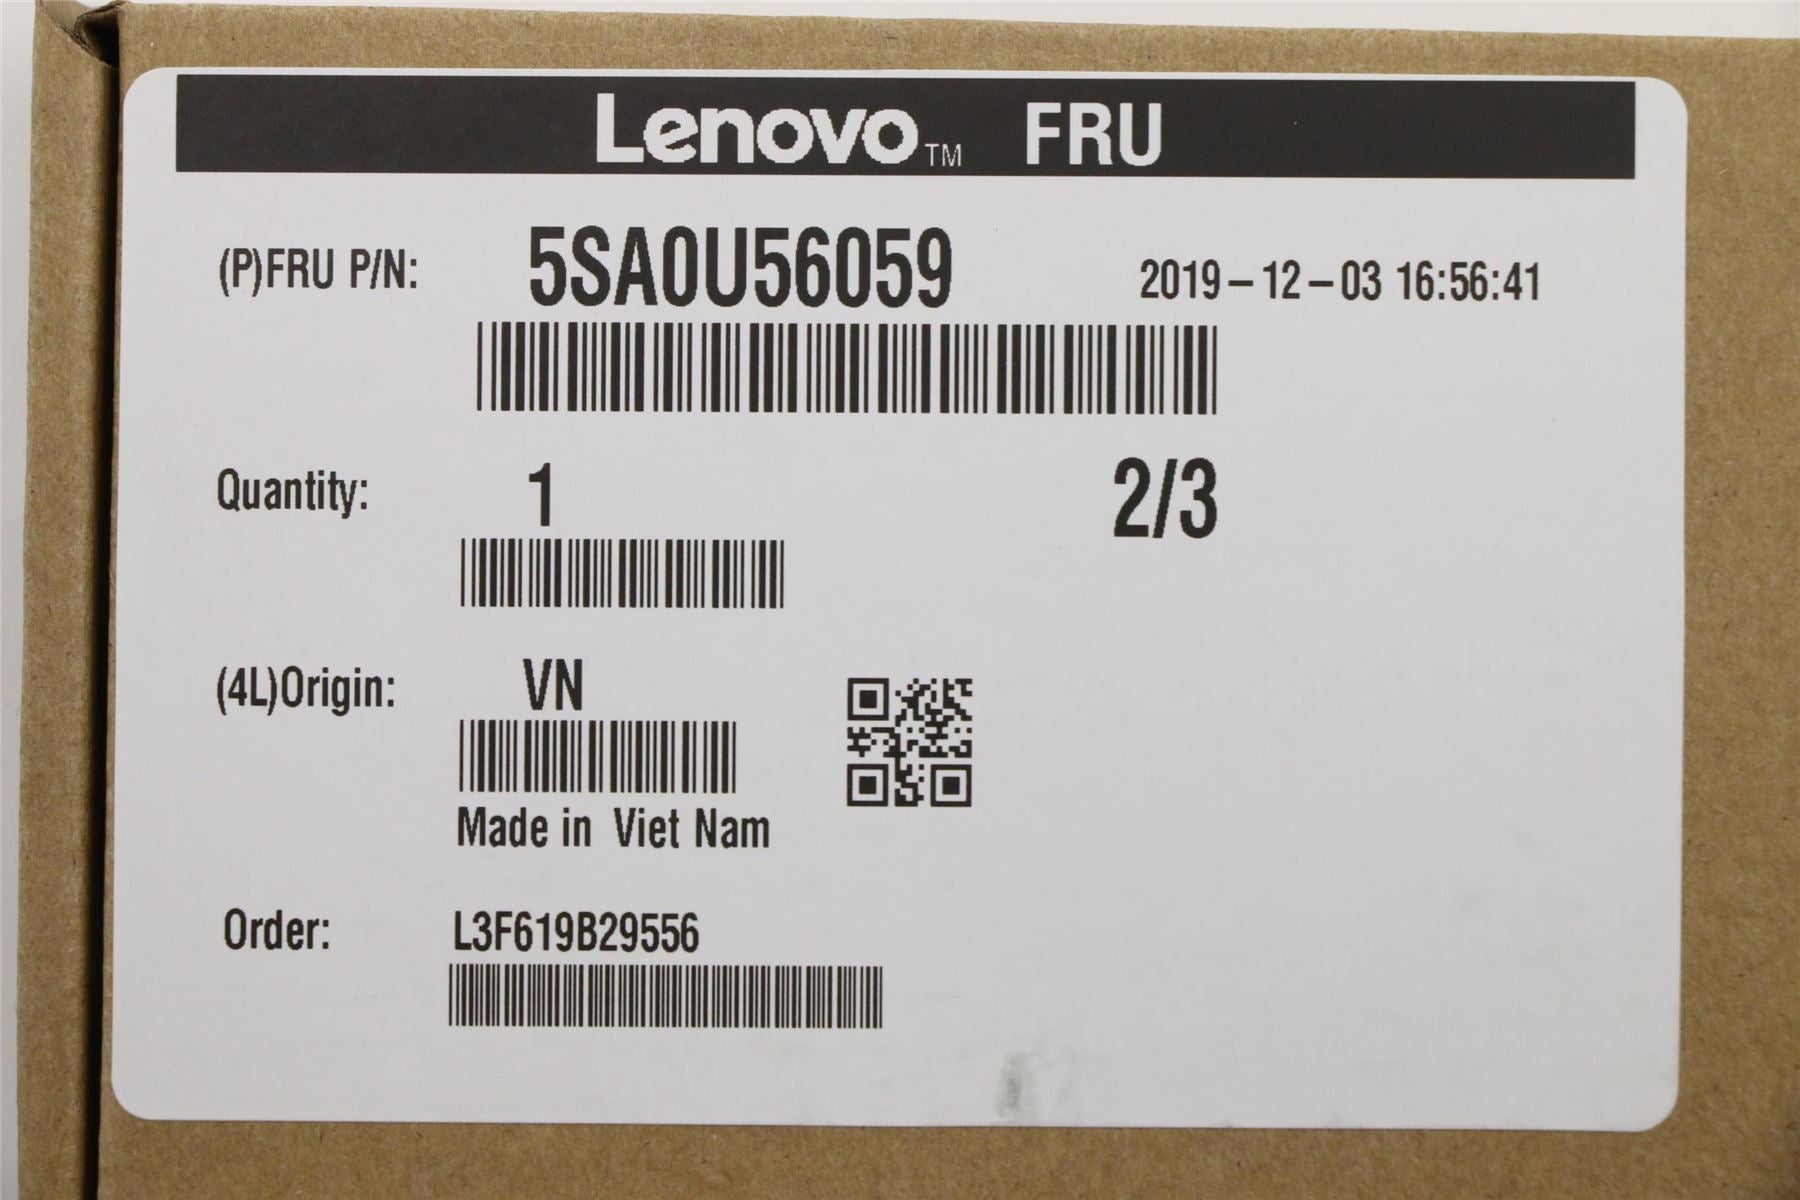 Lenovo™ FRU
(P)FRU P/N: 5SA0U56059 2019-12-03 16:56:41
Quantity: 1 2/3
(4L)Origin: VN
Made in Viet Nam
Order: L3F619B29556